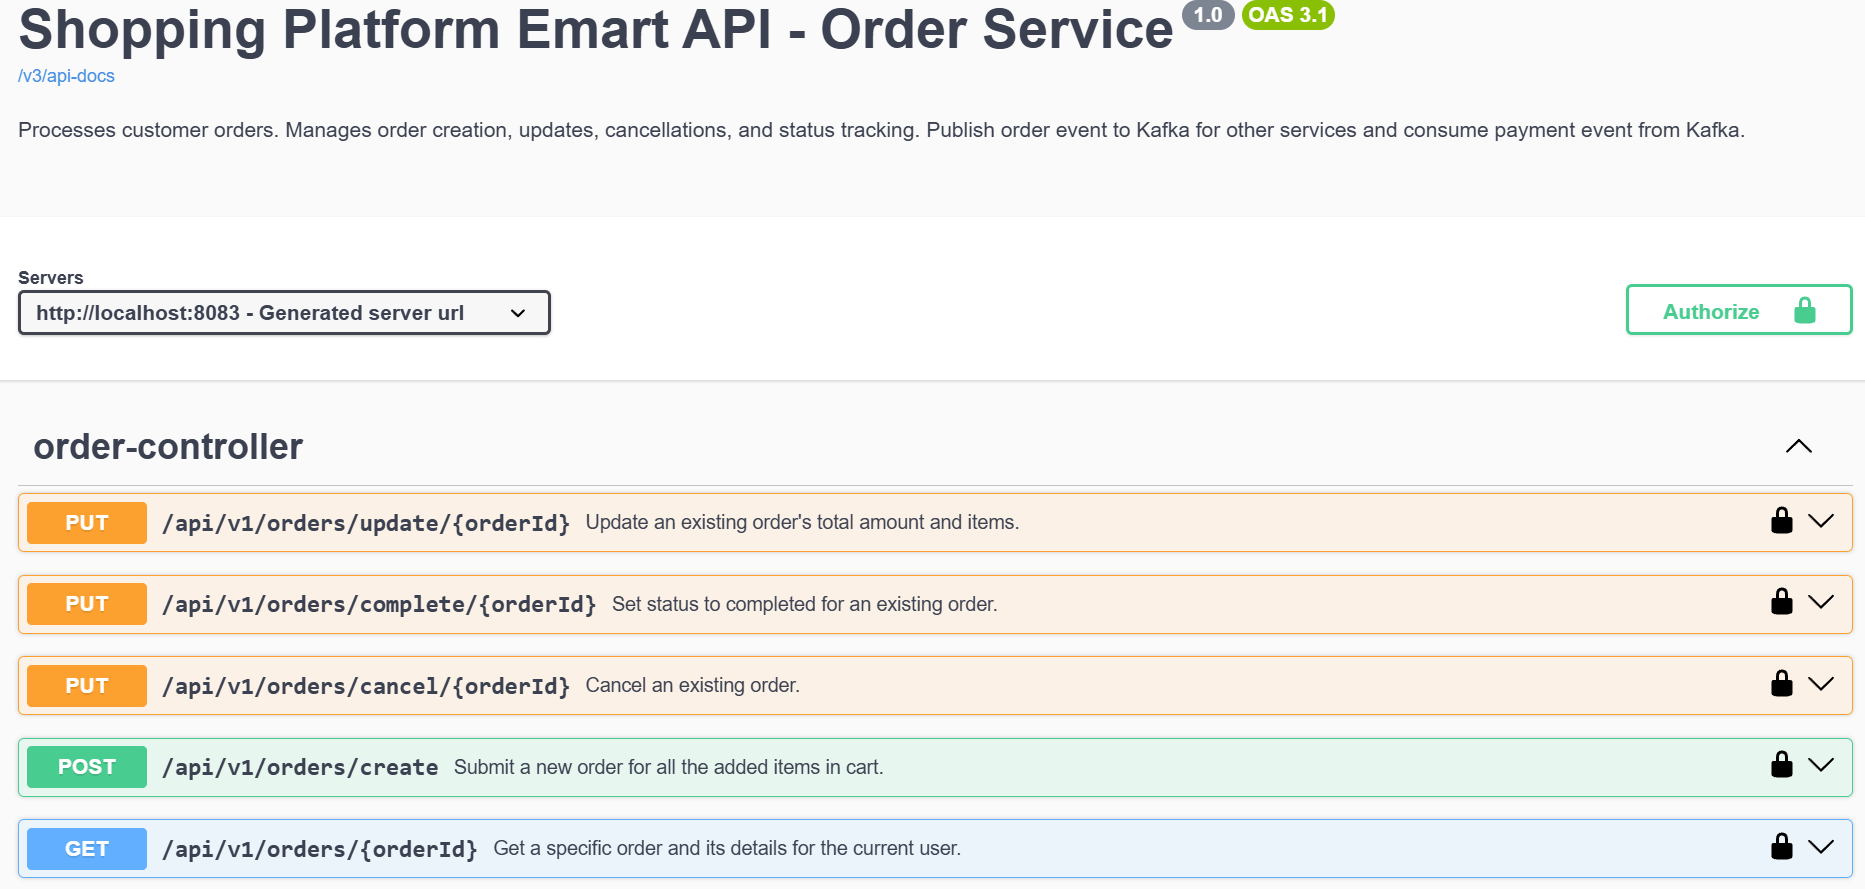 Shopping Platform Emart API - Order Service 1.0 OAS 3.1
/v3/api-docs
Processes customer orders. Manages order creation, updates, cancellations, and status tracking. Publish order event to Kafka for other services and consume payment event from Kafka.
Servers
http://localhost:8083 - Generated server url
Authorize
order-controller
PUT /api/v1/orders/update/{orderId} Update an existing order's total amount and items.
PUT /api/v1/orders/complete/{orderId} Set status to completed for an existing order.
PUT /api/v1/orders/cancel/{orderId} Cancel an existing order.
POST /api/v1/orders/create Submit a new order for all the added items in cart.
GET /api/v1/orders/{orderId} Get a specific order and its details for the current user.